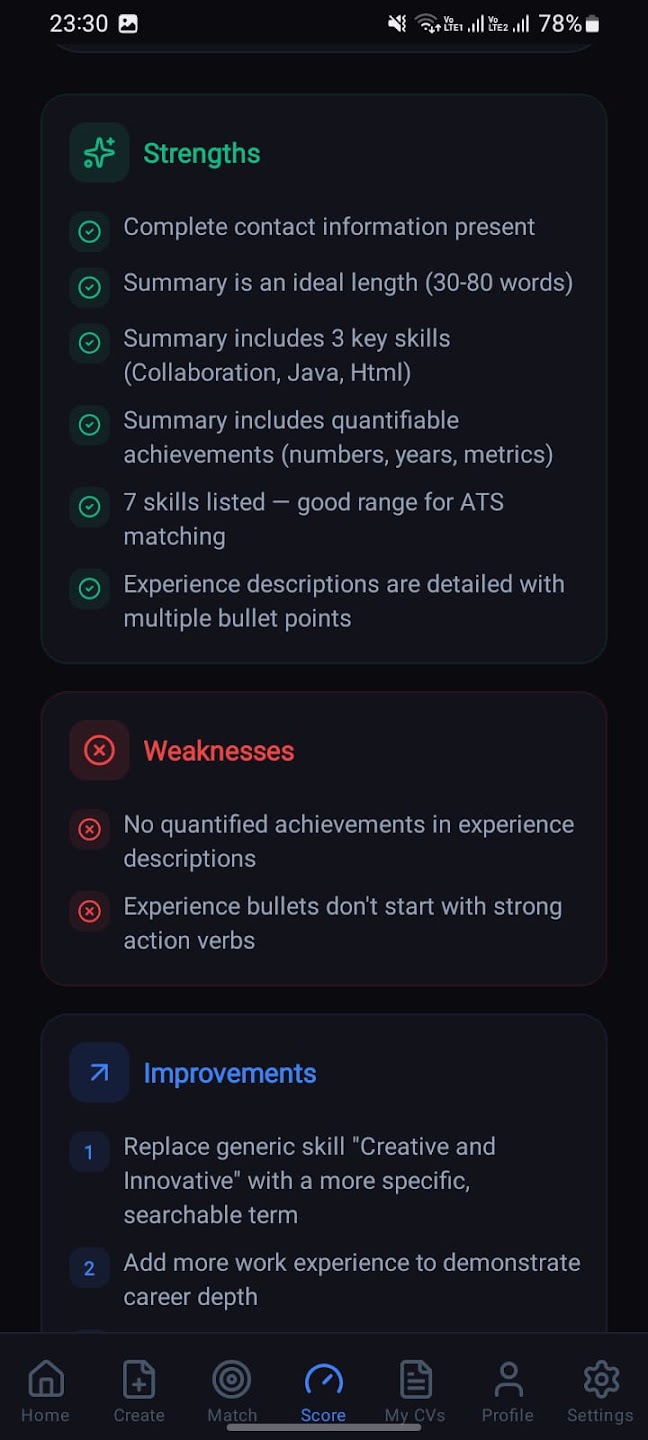 23:30
Vo LTE1 Vo LTE2 78%
Strengths
Complete contact information present
Summary is an ideal length (30-80 words)
Summary includes 3 key skills
(Collaboration, Java, Html)
Summary includes quantifiable
achievements (numbers, years, metrics)
7 skills listed — good range for ATS
matching
Experience descriptions are detailed with
multiple bullet points
Weaknesses
No quantified achievements in experience
descriptions
Experience bullets don't start with strong
action verbs
Improvements
1 Replace generic skill "Creative and
Innovative" with a more specific,
searchable term
2 Add more work experience to demonstrate
career depth
Home Create Match Score My CVs Profile Settings